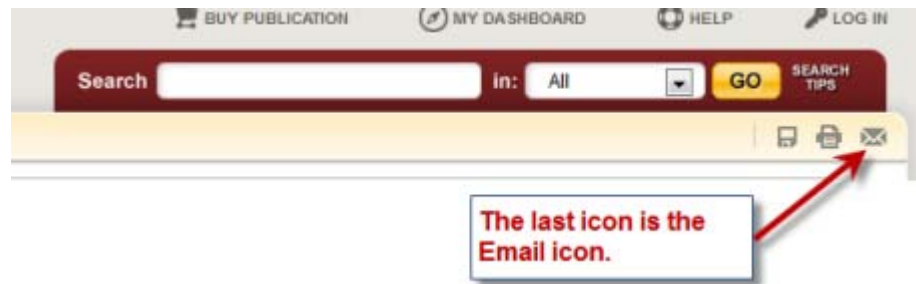 BUY PUBLICATION MY DASHBOARD HELP LOG IN
Search in: All GO SEARCH
TIPS
The last icon is the
Email icon.